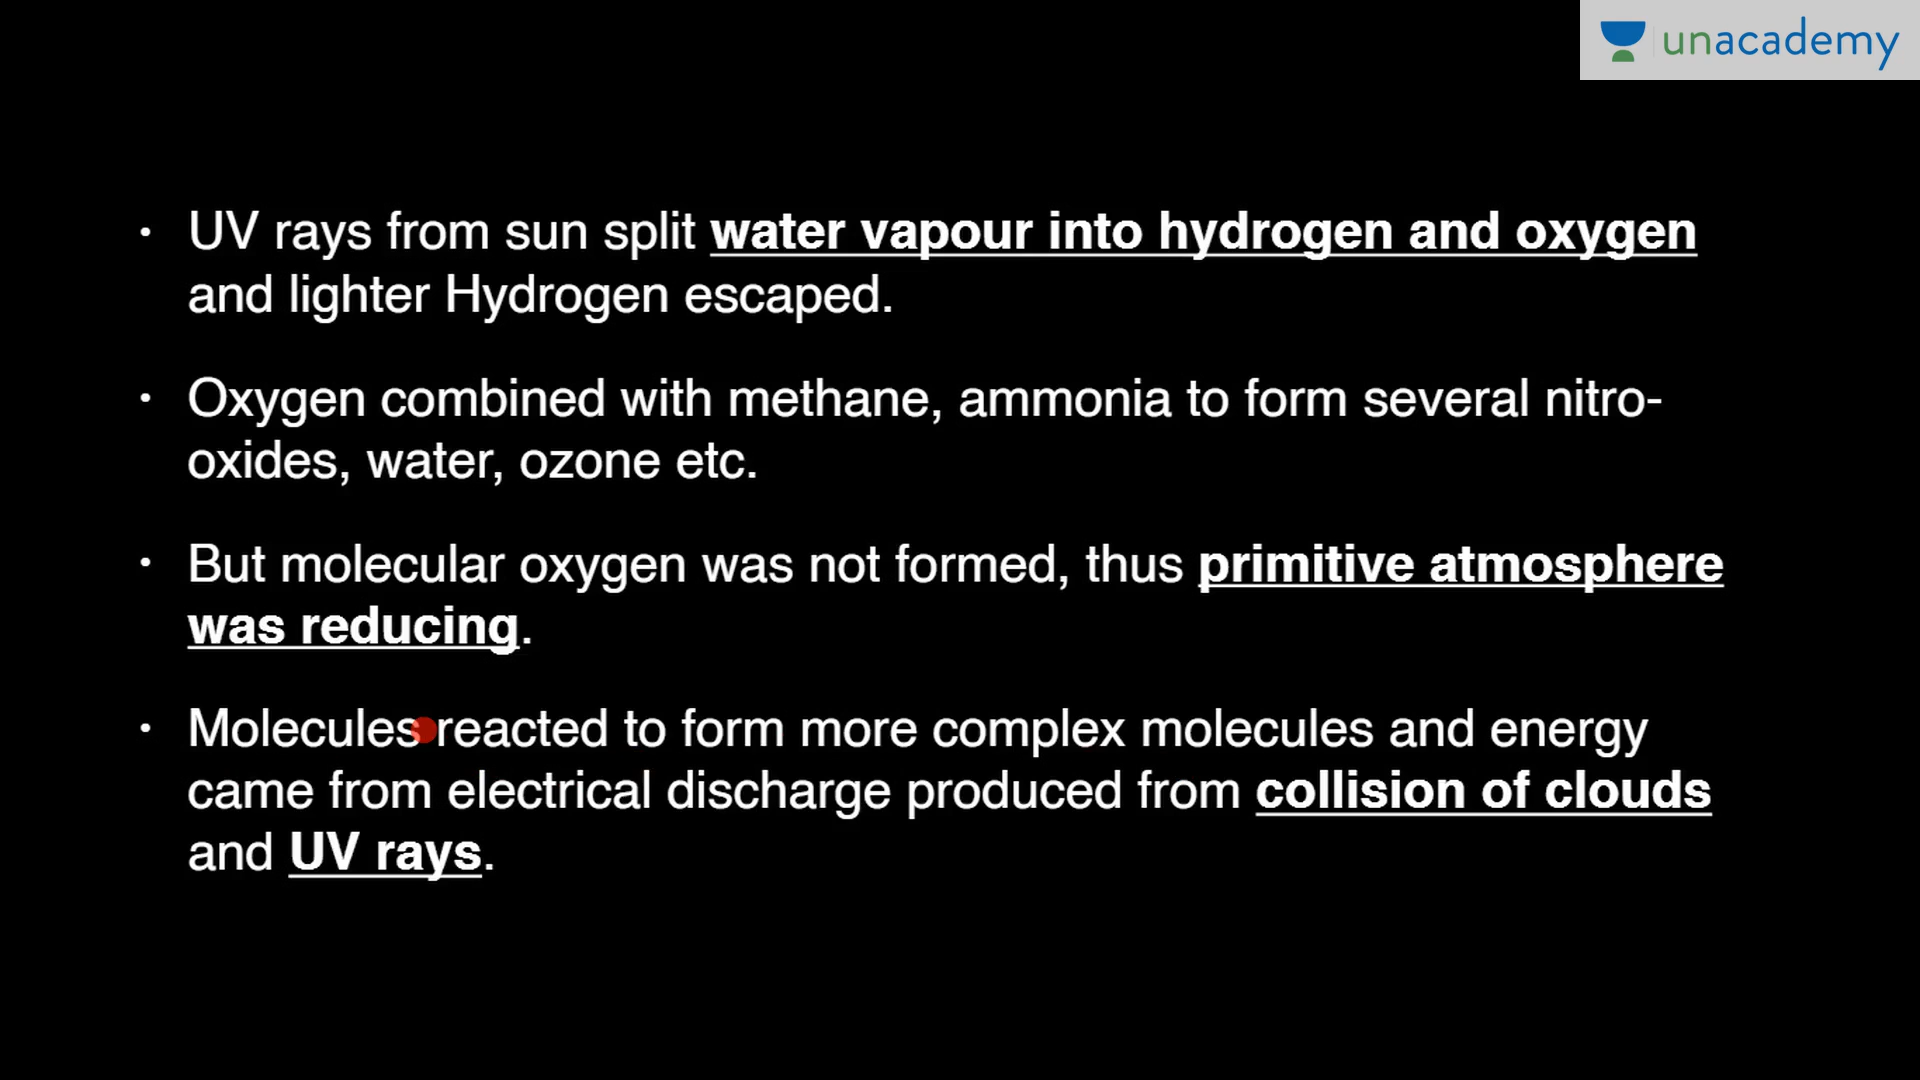 unacademy
• UV rays from sun split water vapour into hydrogen and oxygen
and lighter Hydrogen escaped.
• Oxygen combined with methane, ammonia to form several nitro-
oxides, water, ozone etc.
• But molecular oxygen was not formed, thus primitive atmosphere
was reducing.
• Molecules reacted to form more complex molecules and energy
came from electrical discharge produced from collision of clouds
and UV rays.